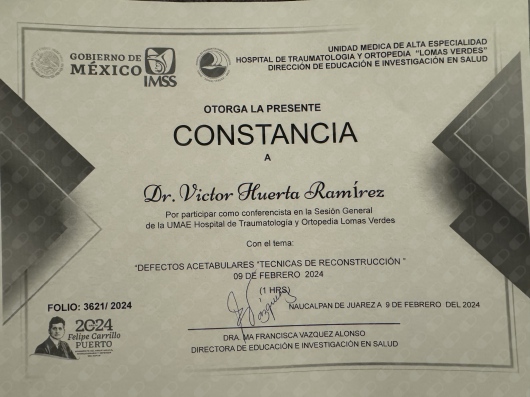 GOBIERNO DE
MÉXICO
IMSS
UNIDAD MEDICA DE ALTA ESPECIALIDAD
HOSPITAL DE TRAUMATOLOGIA Y ORTOPEDIA "LOMAS VERDES"
DIRECCIÓN DE EDUCACIÓN E INVESTIGACIÓN EN SALUD
OTORGA LA PRESENTE
CONSTANCIA
A
Dr. Victor Huerta Ramírez
Por participar como conferencista en la Sesión General
de la UMAE Hospital de Traumatología y Ortopedia Lomas Verdes
Con el tema:
"DEFECTOS ACETABULARES "TECNICAS DE RECONSTRUCCIÓN "
09 DE FEBRERO 2024
(1 HRS)
NAUCALPAN DE JUAREZ A 9 DE FEBRERO DEL 2024
FOLIO: 3621/ 2024
2024
Felipe Carrillo
PUERTO
DRA. MA FRANCISCA VAZQUEZ ALONSO
DIRECTORA DE EDUCACIÓN E INVESTIGACIÓN EN SALUD